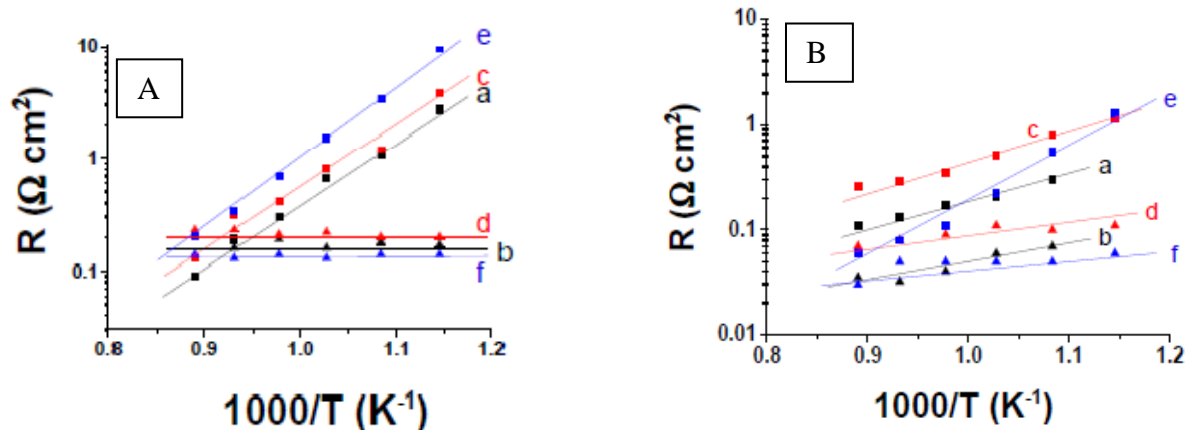 A
R (Ω cm²)
10
1
0.1
0.8 0.9 1.0 1.1 1.2
1000/T (K⁻¹)
e
c
a
d
b
f
B
R (Ω cm²)
10
1
0.1
0.01
0.8 0.9 1.0 1.1 1.2
1000/T (K⁻¹)
e
c
a
d
b
f